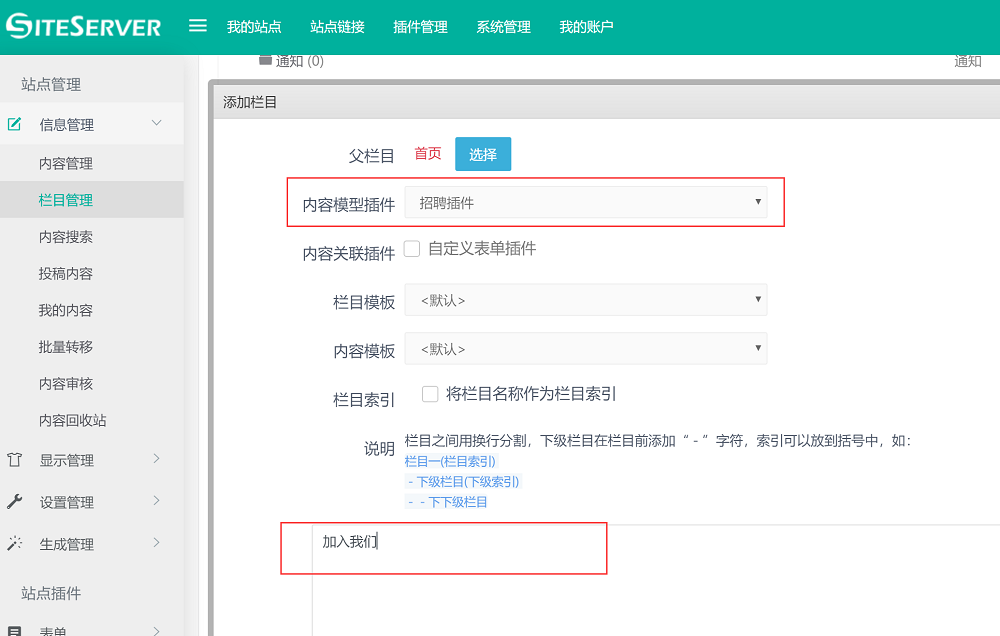 SITESERVER
我的站点 站点链接 插件管理 系统管理 我的账户
通知 (0)
通知
站点管理
信息管理
内容管理
栏目管理
内容搜索
投稿内容
我的内容
批量转移
内容审核
内容回收站
显示管理
设置管理
生成管理
站点插件
表单
添加栏目
父栏目 首页 选择
内容模型插件 招聘插件
内容关联插件 自定义表单插件
栏目模板 <默认>
内容模板 <默认>
栏目索引 将栏目名称作为栏目索引
说明 栏目之间用换行分割，下级栏目在栏目前添加“ - ”字符，索引可以放到括号中，如：
栏目一(栏目索引)
- 下级栏目(下级索引)
- - 下下级栏目
加入我们